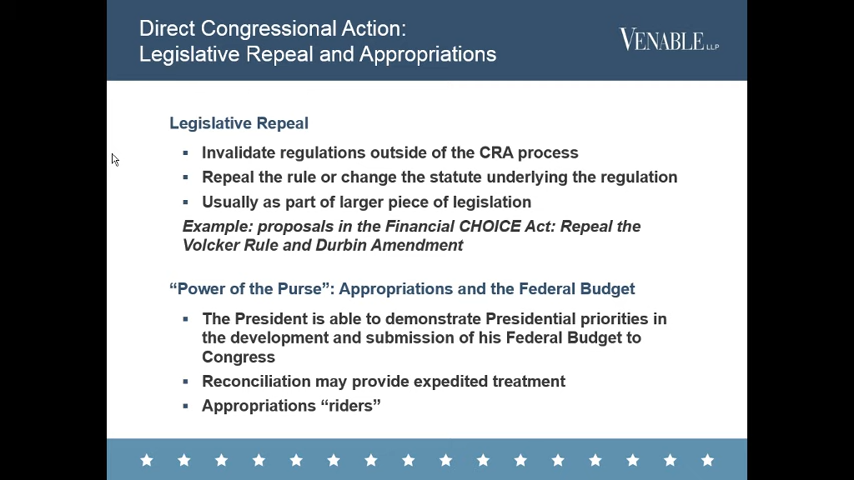 Direct Congressional Action:
Legislative Repeal and Appropriations
VENABLE LLP
Legislative Repeal
▪ Invalidate regulations outside of the CRA process
▪ Repeal the rule or change the statute underlying the regulation
▪ Usually as part of larger piece of legislation
Example: proposals in the Financial CHOICE Act: Repeal the
Volcker Rule and Durbin Amendment
“Power of the Purse”: Appropriations and the Federal Budget
▪ The President is able to demonstrate Presidential priorities in
the development and submission of his Federal Budget to
Congress
▪ Reconciliation may provide expedited treatment
▪ Appropriations “riders”